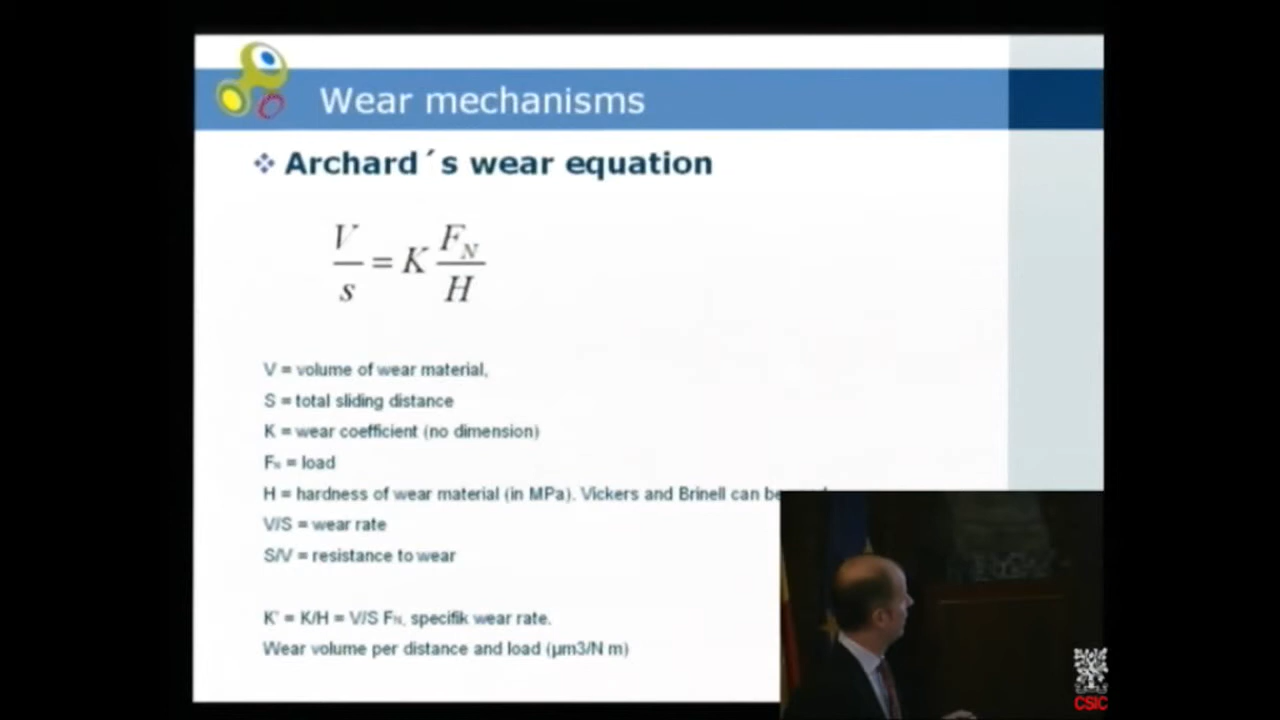 Wear mechanisms
Archard´s wear equation
V/s = K F_N/H
V = volume of wear material,
S = total sliding distance
K = wear coefficient (no dimension)
FN = load
H = hardness of wear material (in MPa). Vickers and Brinell can be
V/S = wear rate
S/V = resistance to wear
K' = K/H = V/S FN, specifik wear rate.
Wear volume per distance and load (µm3/N m)
CSIC